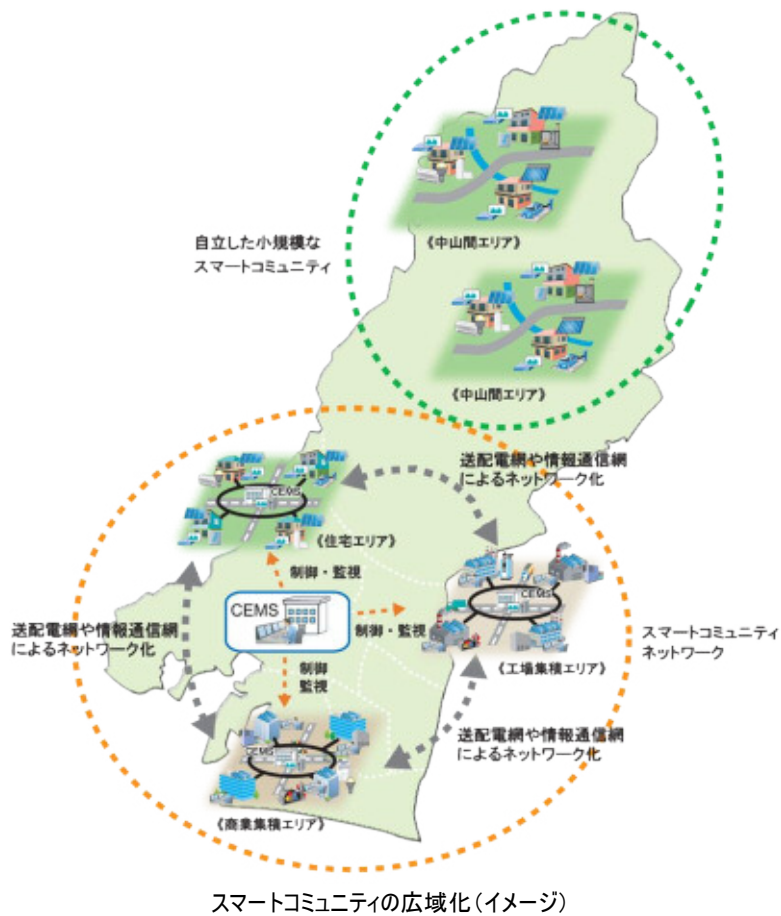 自立した小規模な
スマートコミュニティ
《中山間エリア》
《中山間エリア》
送配電網や情報通信網
によるネットワーク化
CEMS
《住宅エリア》
制御・監視
CEMS
制御・監視
CEMS
《工場集積エリア》
送配電網や情報通信網
によるネットワーク化
スマートコミュニティ
ネットワーク
制御
監視
送配電網や情報通信網
によるネットワーク化
CEMS
《商業集積エリア》
スマートコミュニティの広域化(イメージ)